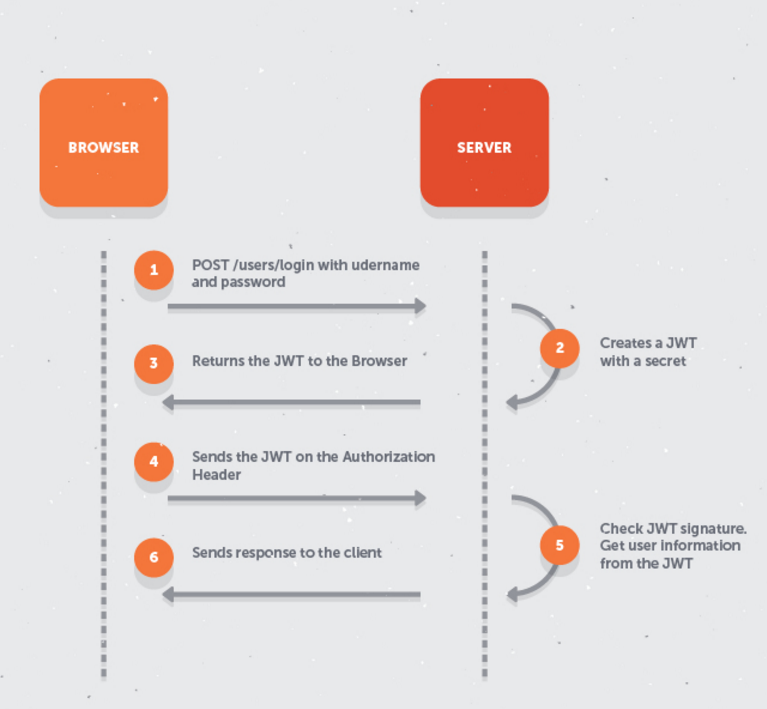 BROWSER
SERVER
1
POST /users/login with udername
and password
2
Creates a JWT
with a secret
3
Returns the JWT to the Browser
4
Sends the JWT on the Authorization
Header
5
Check JWT signature.
Get user information
from the JWT
6
Sends response to the client